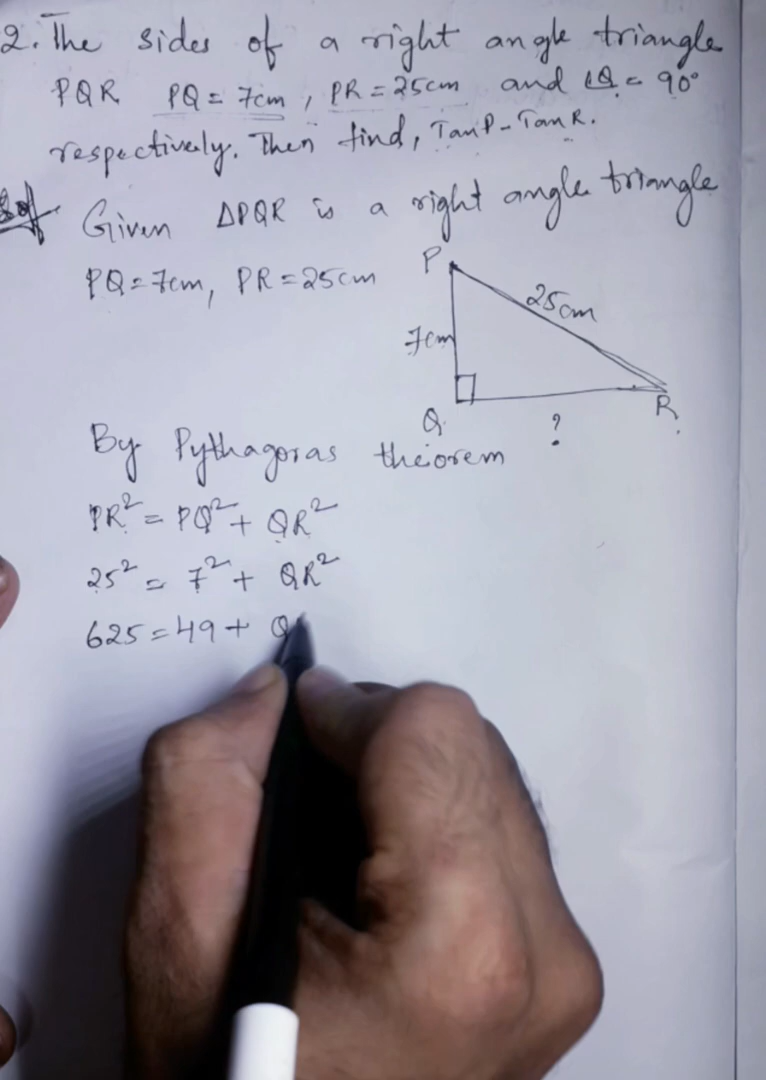 2. The sides of a right angle triangle
PQR PQ = 7cm, PR = 25cm and ∠Q = 90°
respectively. Then find, TanP - TanR.
Sol Given ΔPQR is a right angle triangle
PQ = 7cm, PR = 25cm
P
25cm
7cm
Q
?
R
By Pythagoras theorem
PR² = PQ² + QR²
25² = 7² + QR²
625 = 49 + Q